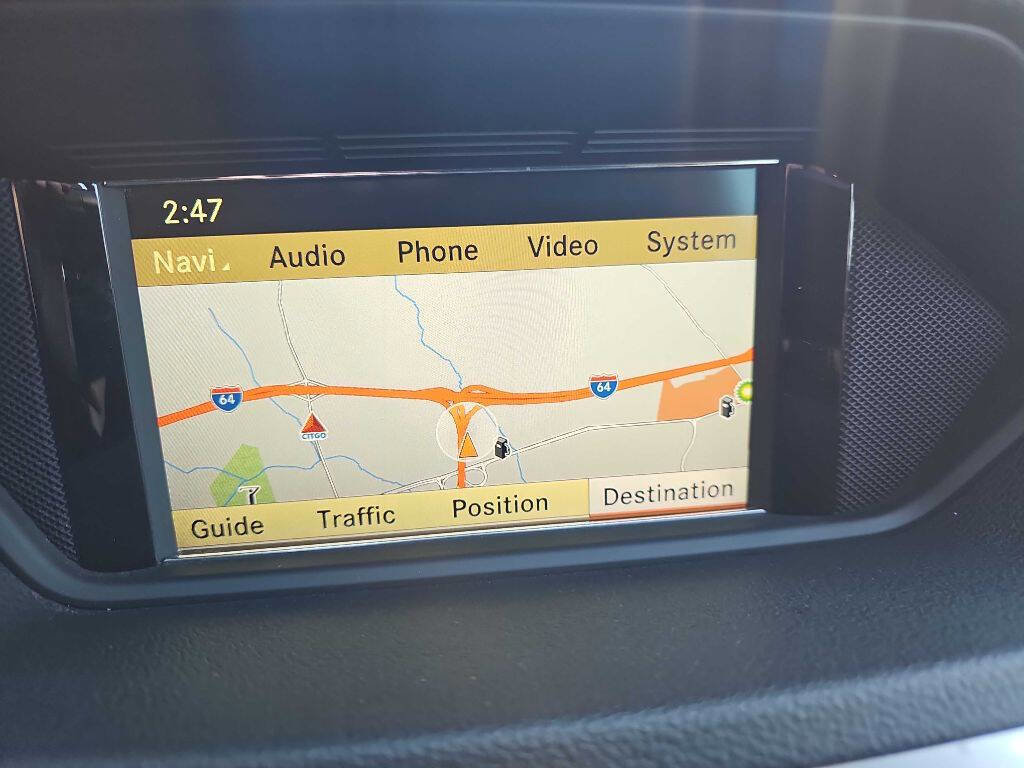 2:47
Navi Audio Phone Video System
64 64
CITGO
Guide Traffic Position Destination